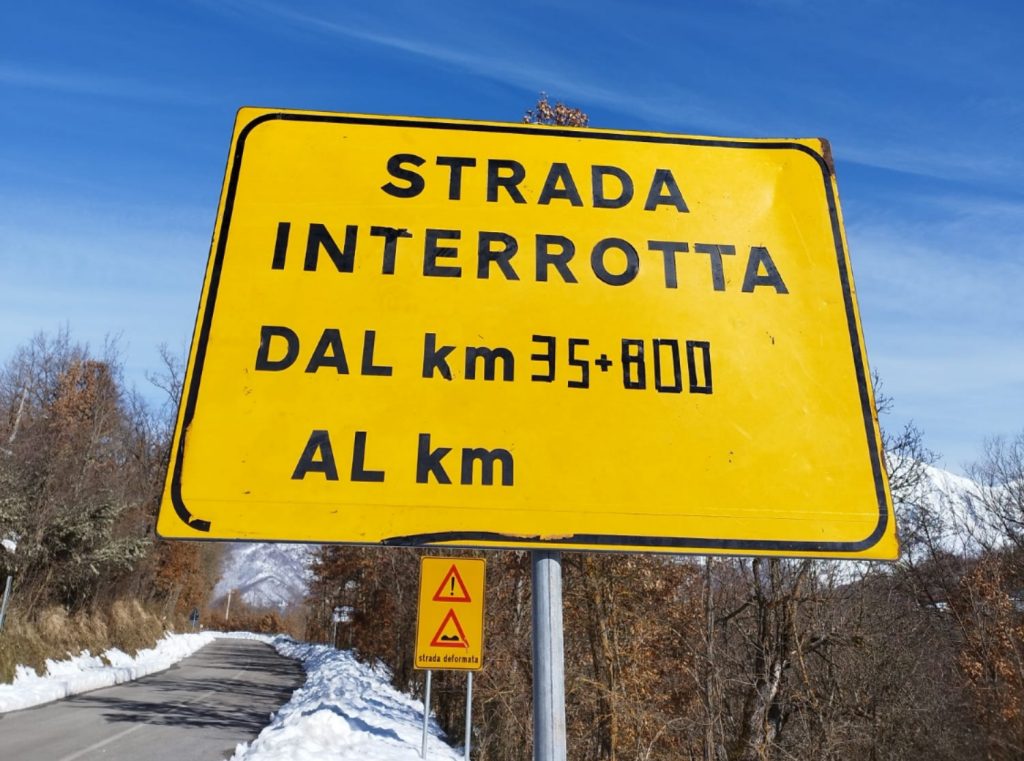 STRADA
INTERROTTA
DAL km 35+800
AL km
strada deformata